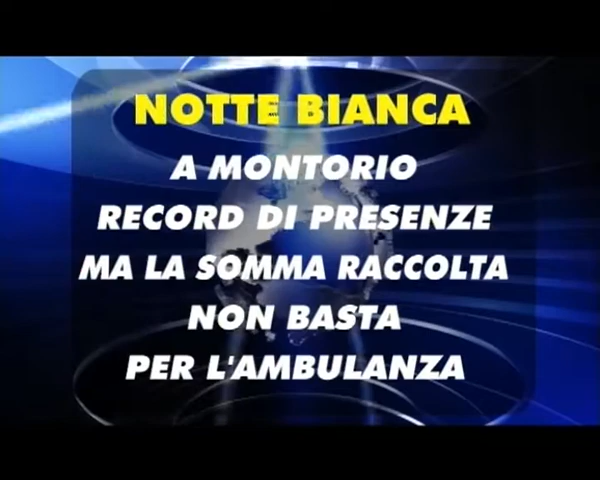 NOTTE BIANCA
A MONTORIO
RECORD DI PRESENZE
MA LA SOMMA RACCOLTA
NON BASTA
PER L'AMBULANZA